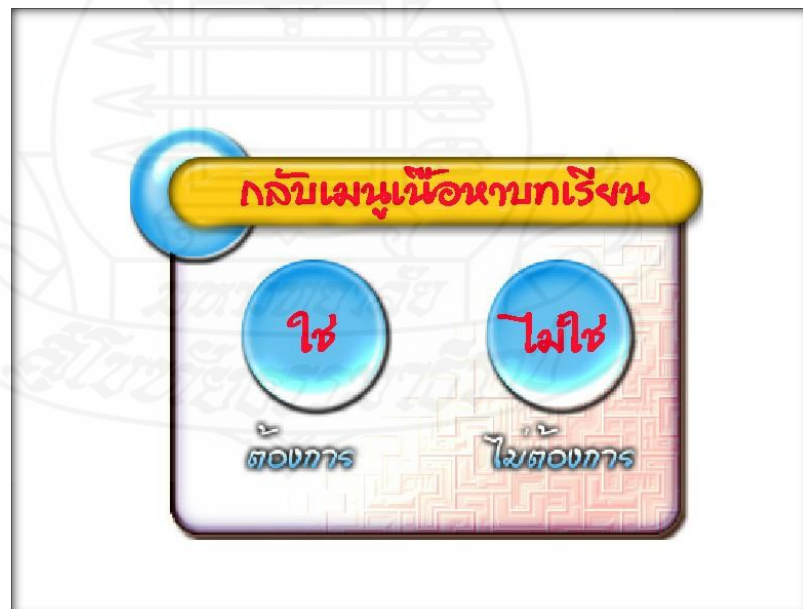 กลับเมนูเนื้อหาบทเรียน
ใช่ ไม่ใช่
ต้องการ ไม่ต้องการ